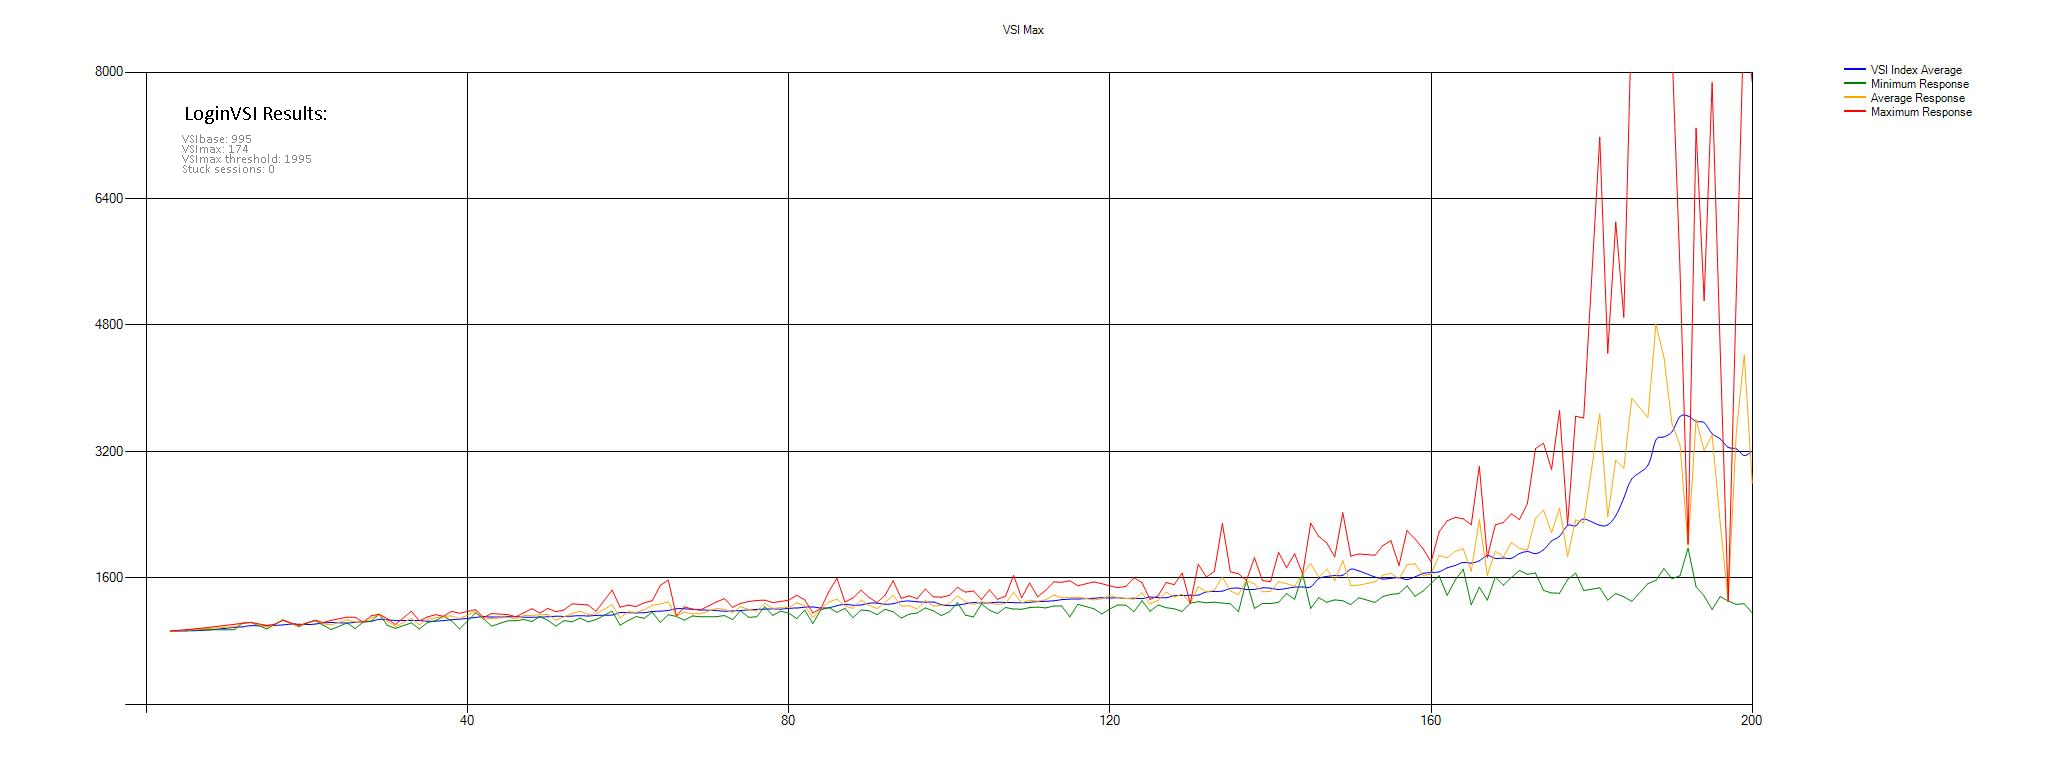 VSI Max
8000
6400
4800
3200
1600
40
80
120
160
200
LoginVSI Results:
VSIbase: 995
VSImax: 174
VSImax threshold: 1995
Stuck sessions: 0
VSI Index Average
Minimum Response
Average Response
Maximum Response